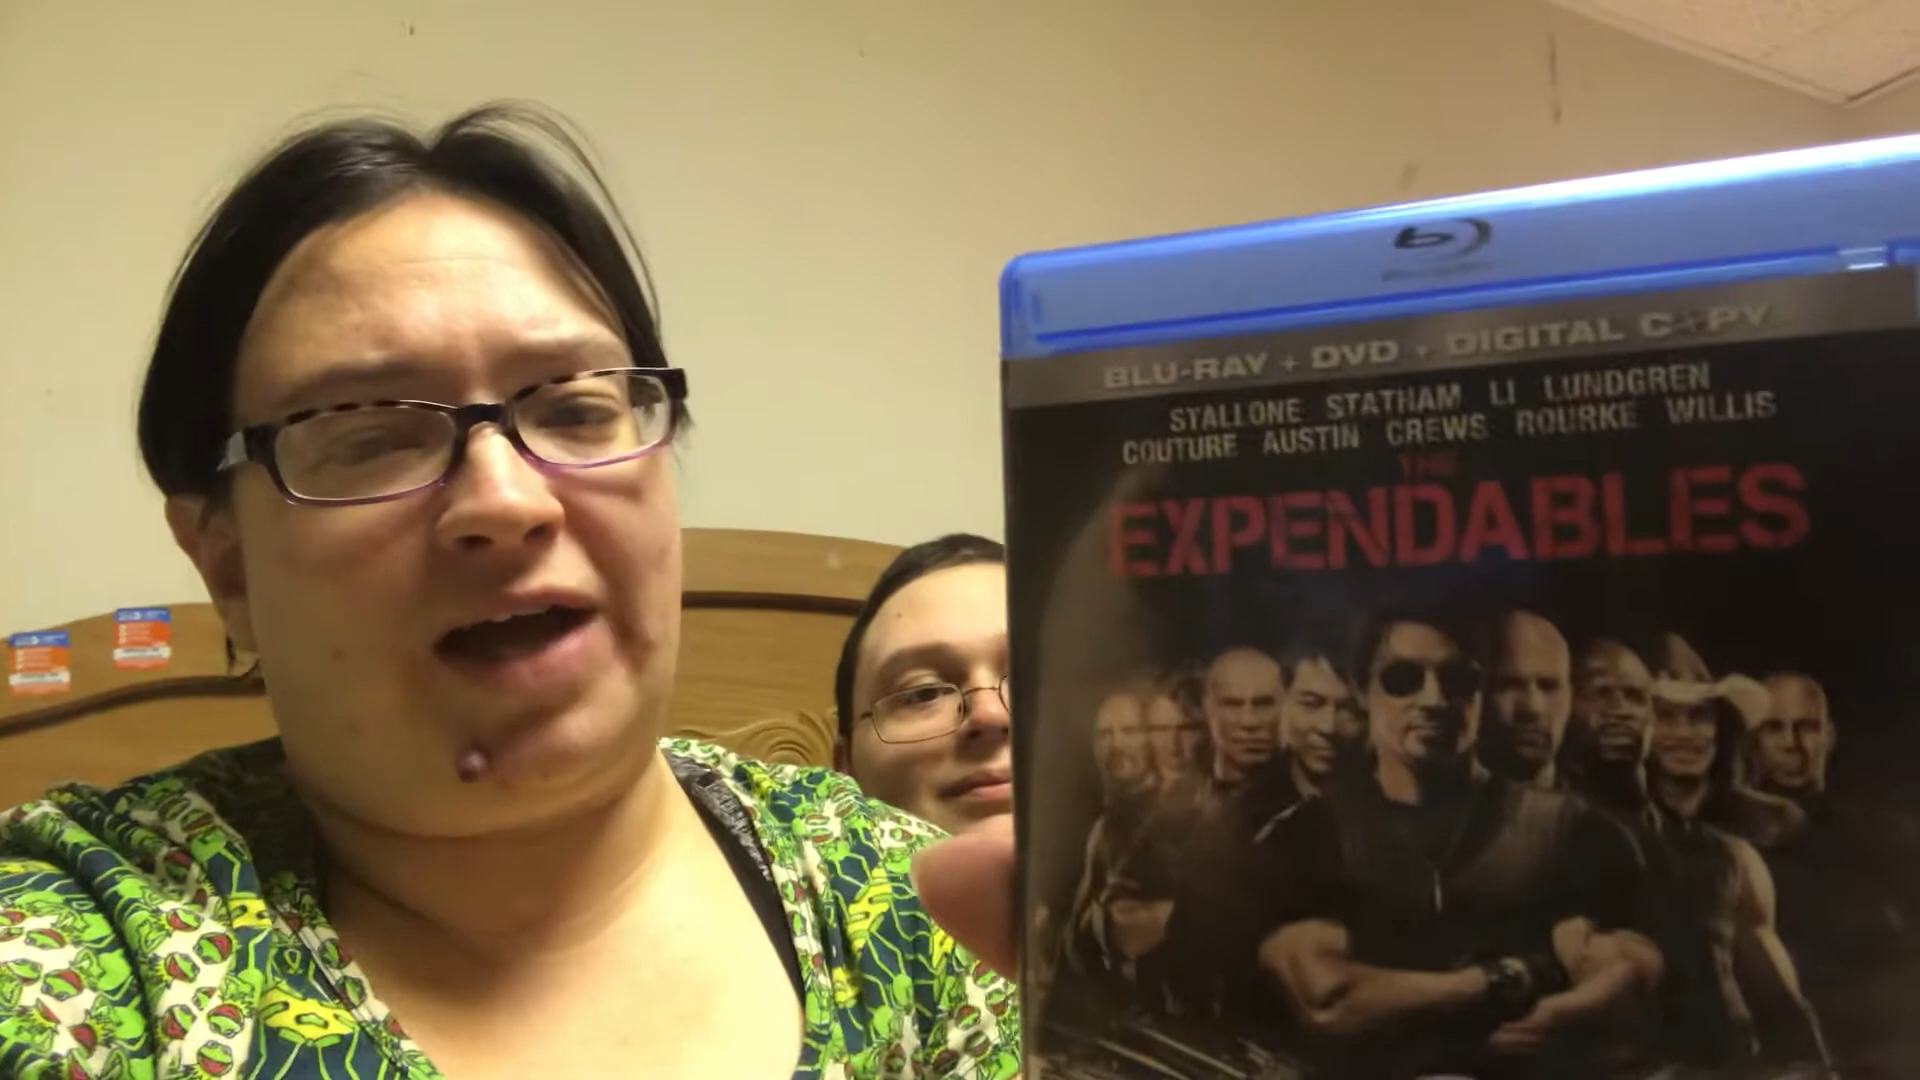 BLU-RAY + DVD + DIGITAL COPY
STALLONE STATHAM LI LUNDGREN
COUTURE AUSTIN CREWS ROURKE WILLIS
THE
EXPENDABLES